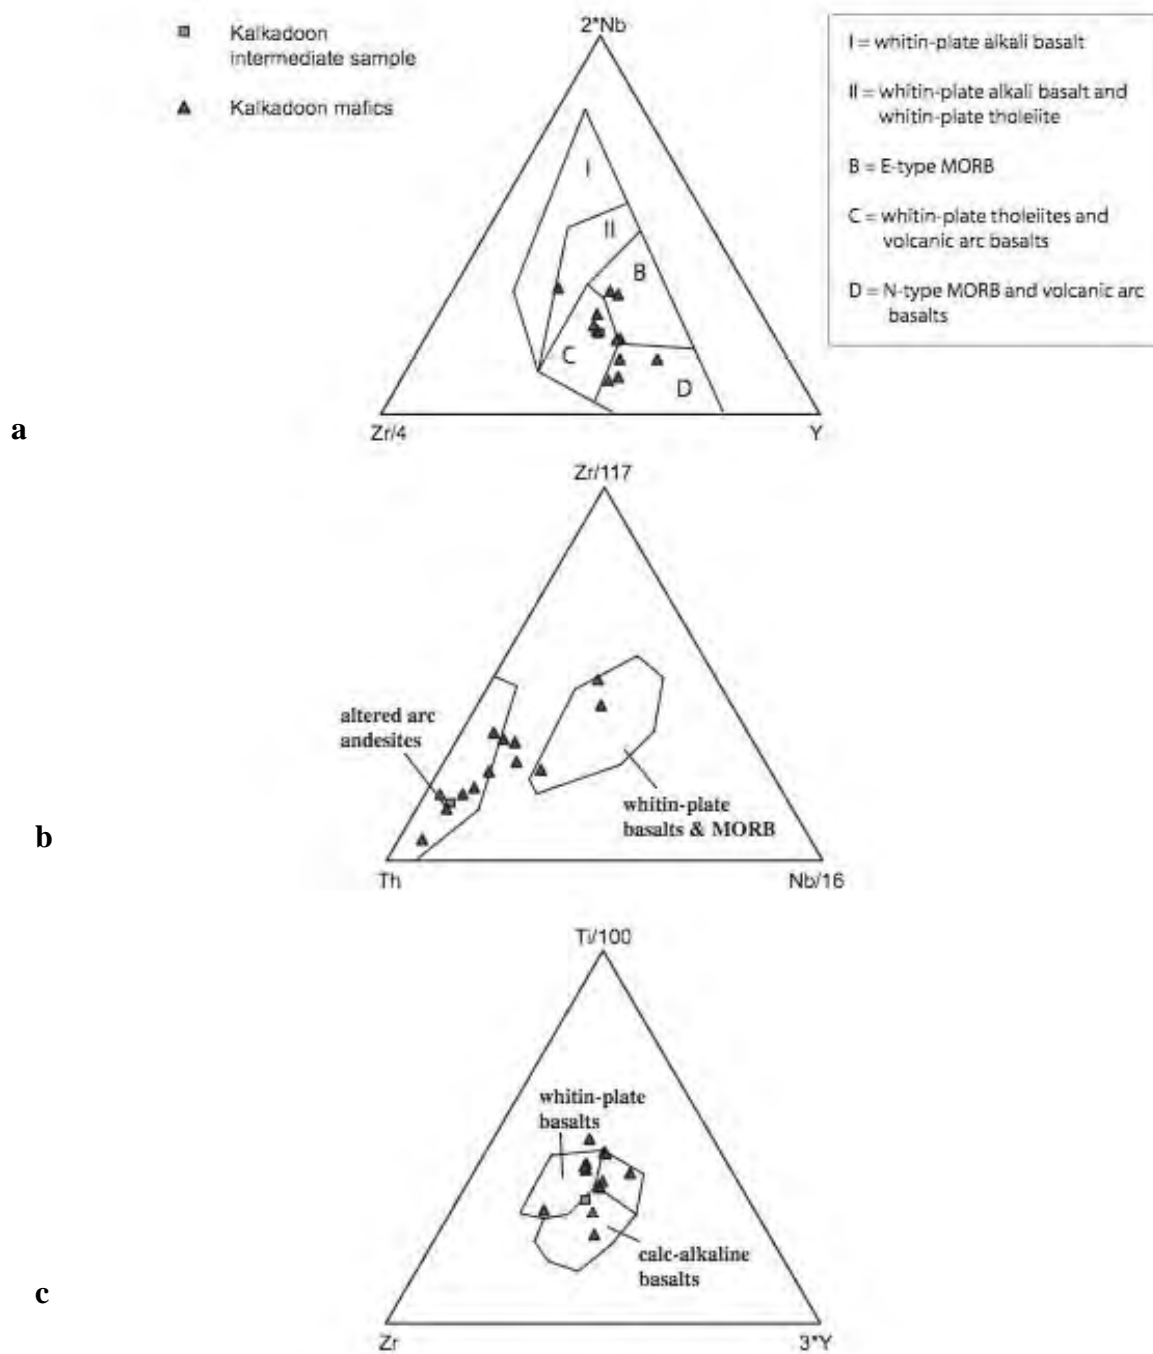 Kalkadoon
intermediate sample
Kalkadoon mafics
I = whitin-plate alkali basalt
II = whitin-plate alkali basalt and
whitin-plate tholeiite
B = E-type MORB
C = whitin-plate tholeiites and
volcanic arc basalts
D = N-type MORB and volcanic arc
basalts
2*Nb
I
II
B
C
D
Zr/4
Y
a
Zr/117
altered arc
andesites
whitin-plate
basalts & MORB
Th
Nb/16
b
Ti/100
whitin-plate
basalts
calc-alkaline
basalts
Zr
3*Y
c